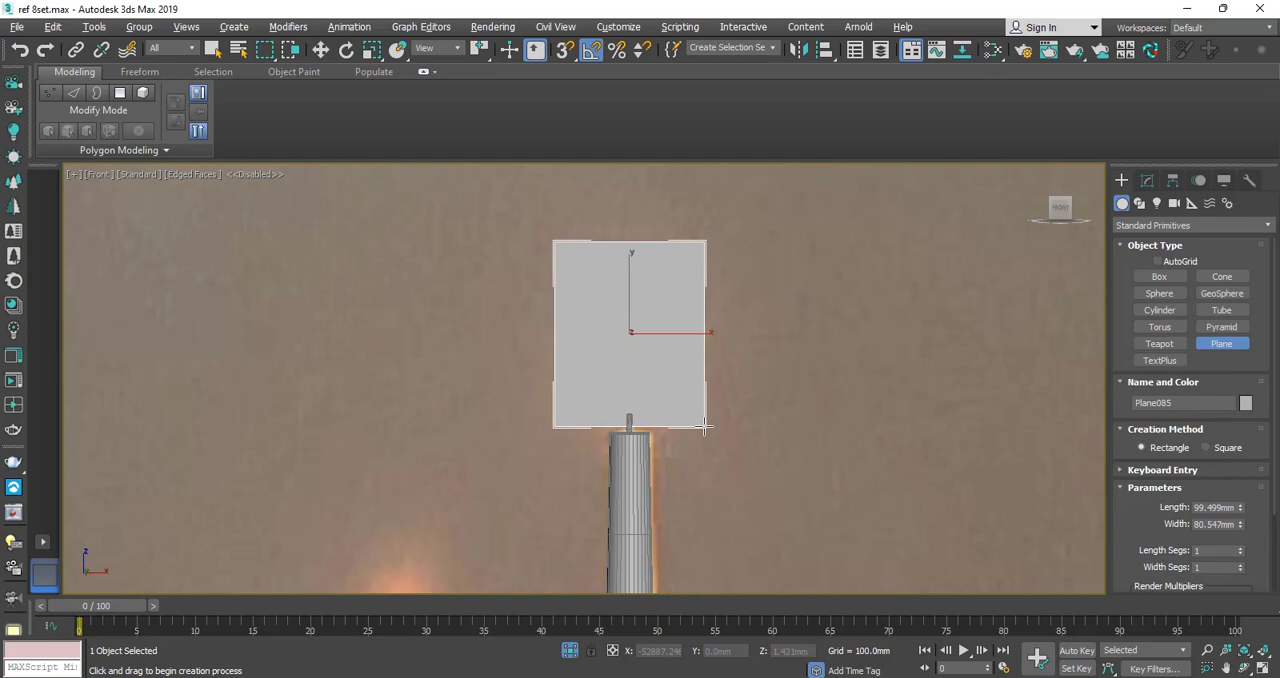 ref 8set.max - Autodesk 3ds Max 2019
File Edit Tools Group Views Create Modifiers Animation Graph Editors Rendering Civil View Customize Scripting Interactive Content Arnold Help Sign In Workspaces: Default
All View Create Selection Se
Modeling Freeform Selection Object Paint Populate
Modify Mode
Polygon Modeling
[+] [Front ] [Standard ] [Edged Faces ] <<Disabled>>
FRONT
Standard Primitives
Object Type
AutoGrid
Box Cone
Sphere GeoSphere
Cylinder Tube
Torus Pyramid
Teapot Plane
TextPlus
Name and Color
Plane085
Creation Method
Rectangle Square
Keyboard Entry
Parameters
Length: 99.499mm
Width: 80.547mm
Length Segs: 1
Width Segs: 1
Render Multipliers
y
x
z
z
x
0 / 100
0 5 10 15 20 25 30 35 40 45 50 55 60 65 70 75 80 85 90 95 100
1 Object Selected X: -52887.246 Y: 0.0mm Z: 1.421mm Grid = 100.0mm Auto Key Selected
MAXScript Mi Click and drag to begin creation process Add Time Tag 0 Set Key Key Filters...